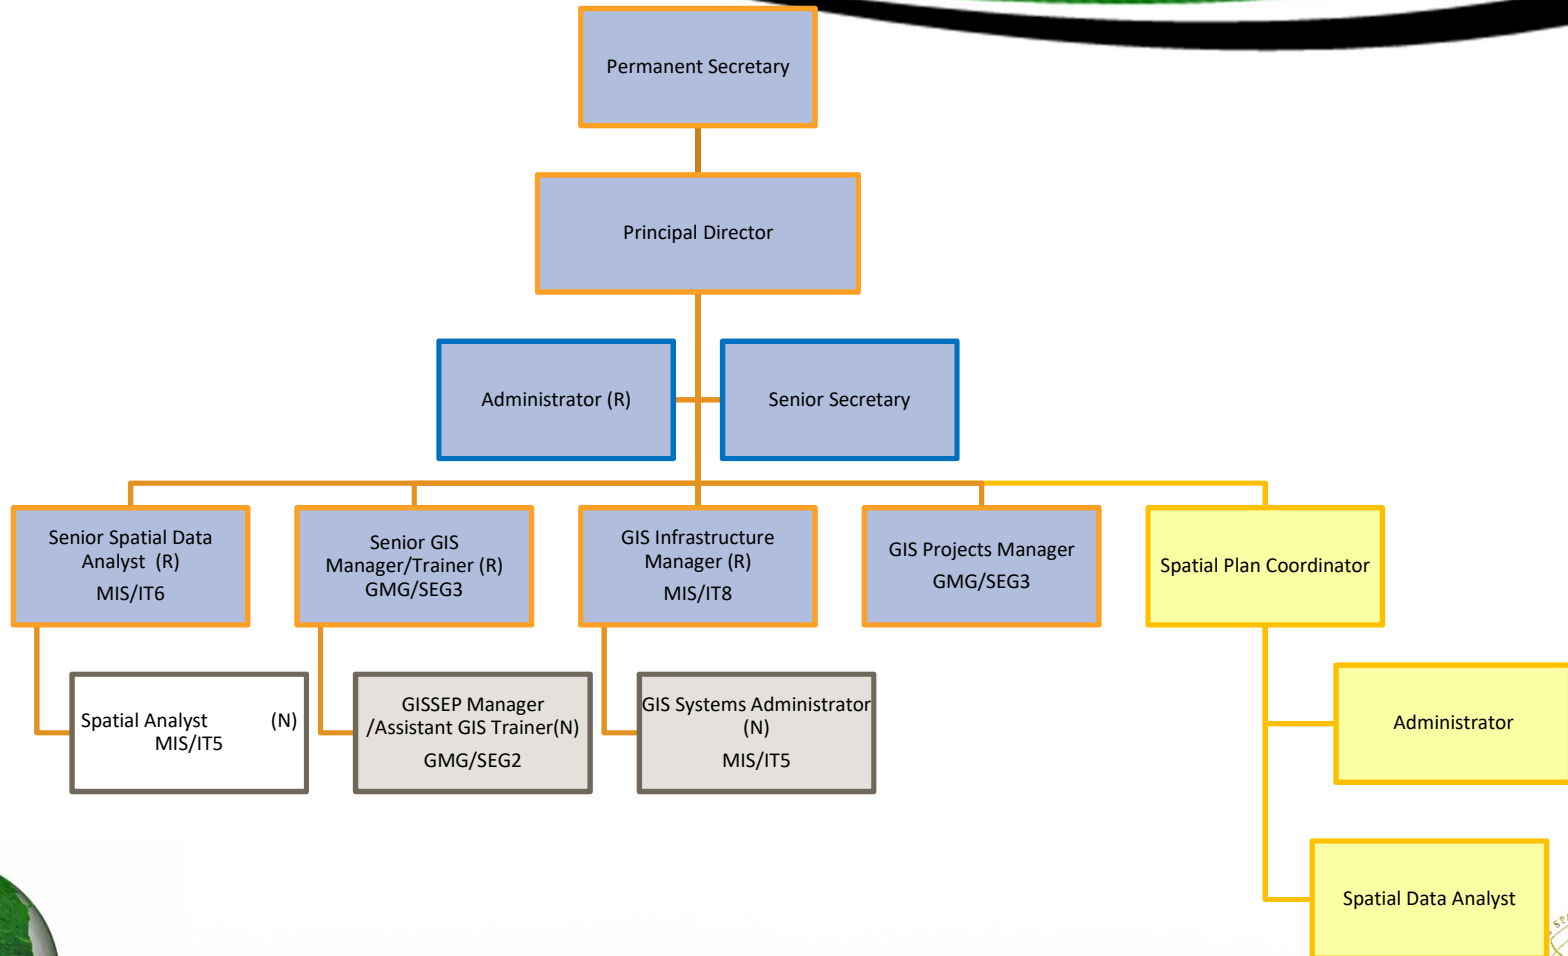 Permanent Secretary
Principal Director
Administrator (R)
Senior Secretary
Senior Spatial Data
Analyst (R)
MIS/IT6
Senior GIS
Manager/Trainer (R)
GMG/SEG3
GIS Infrastructure
Manager (R)
MIS/IT8
GIS Projects Manager
GMG/SEG3
Spatial Plan Coordinator
Spatial Analyst (N)
MIS/IT5
GISSEP Manager
/Assistant GIS Trainer(N)
GMG/SEG2
GIS Systems Administrator
(N)
MIS/IT5
Administrator
Spatial Data Analyst